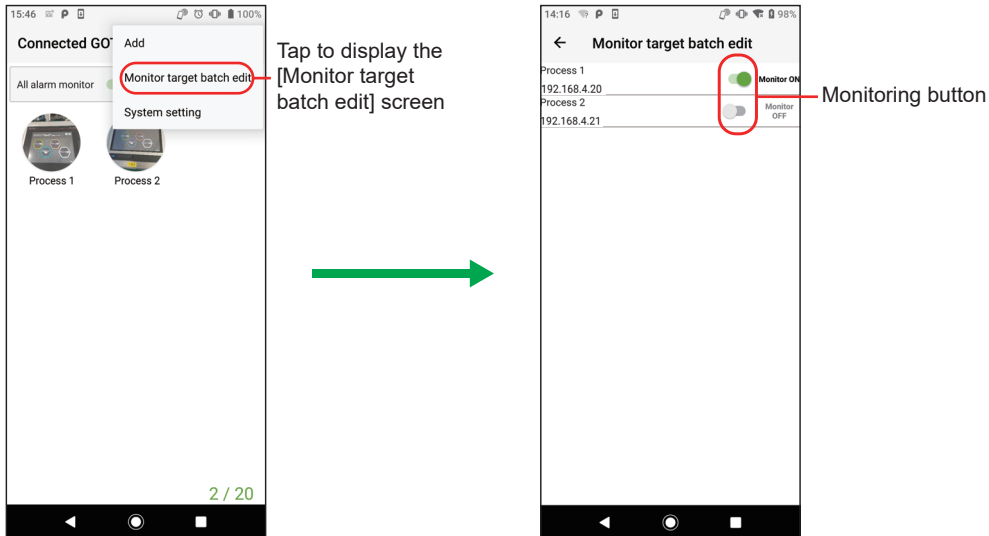 15:46
100%
Connected GOT
Add
All alarm monitor
Monitor target batch edit
System setting
Process 1
Process 2
2 / 20
Tap to display the
[Monitor target
batch edit] screen
14:16
98%
Monitor target batch edit
Process 1
Monitor ON
192.168.4.20
Process 2
Monitor
OFF
192.168.4.21
Monitoring button